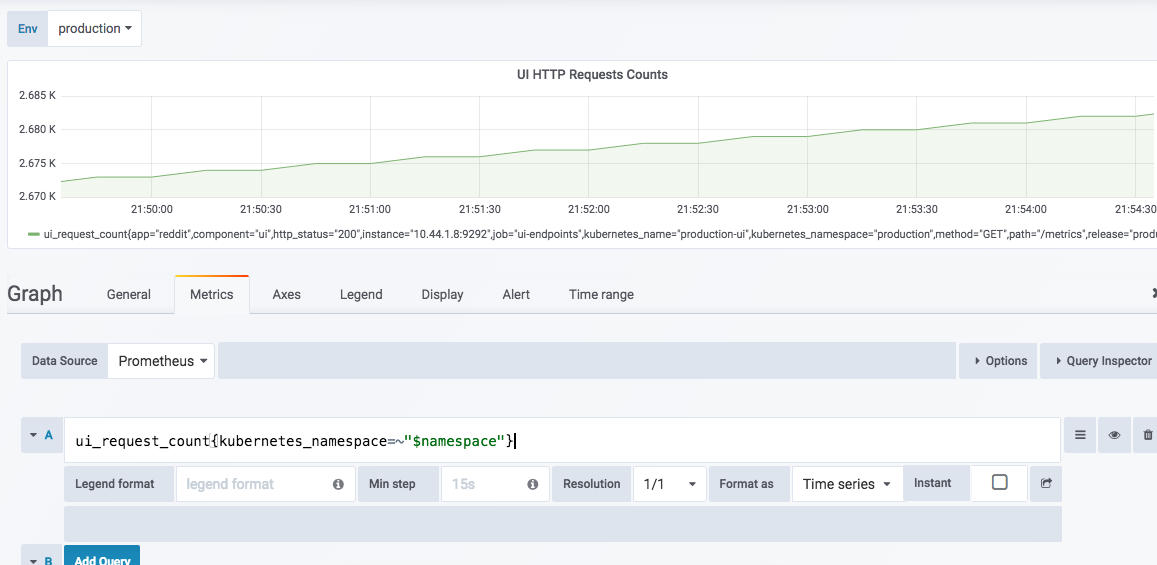 Env production
UI HTTP Requests Counts
2.685 K
2.680 K
2.675 K
2.670 K
21:50:00 21:50:30 21:51:00 21:51:30 21:52:00 21:52:30 21:53:00 21:53:30 21:54:00 21:54:30
ui_request_count{app="reddit",component="ui",http_status="200",instance="10.44.1.8:9292",job="ui-endpoints",kubernetes_name="production-ui",kubernetes_namespace="production",method="GET",path="/metrics",release="produ
Graph General Metrics Axes Legend Display Alert Time range
Data Source Prometheus Options Query Inspector
A ui_request_count{kubernetes_namespace=~"$namespace"}
Legend format legend format Min step 15s Resolution 1/1 Format as Time series Instant
B Add Query